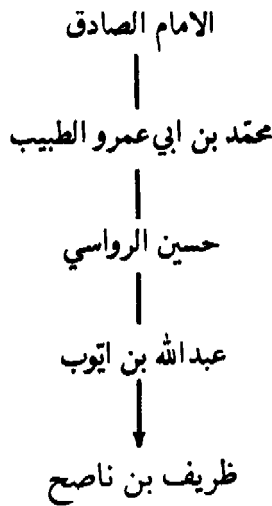 الامام الصادق
محمّد بن ابي عمرو الطبيب
حسين الرواسي
عبدالله بن ايّوب
ظريف بن ناصح